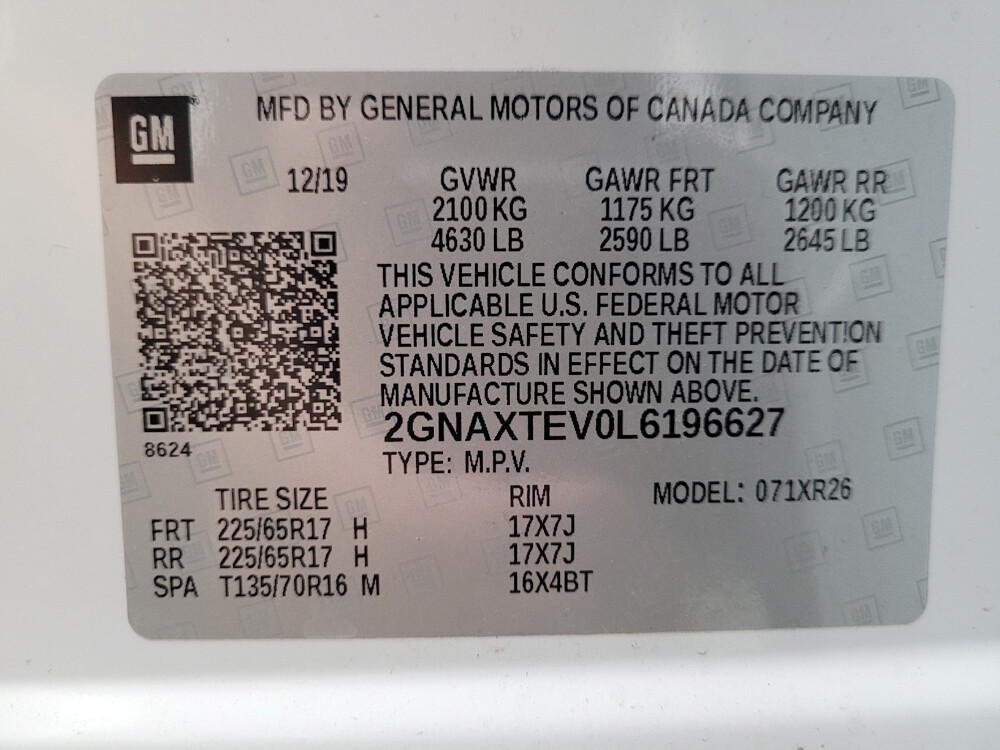 GM
MFD BY GENERAL MOTORS OF CANADA COMPANY
12/19 GVWR GAWR FRT GAWR RR
2100 KG 1175 KG 1200 KG
4630 LB 2590 LB 2645 LB
THIS VEHICLE CONFORMS TO ALL
APPLICABLE U.S. FEDERAL MOTOR
VEHICLE SAFETY AND THEFT PREVENTION
STANDARDS IN EFFECT ON THE DATE OF
MANUFACTURE SHOWN ABOVE.
2GNAXTEV0L6196627
8624
TYPE: M.P.V.
TIRE SIZE RIM MODEL: 071XR26
FRT 225/65R17 H 17X7J
RR 225/65R17 H 17X7J
SPA T135/70R16 M 16X4BT